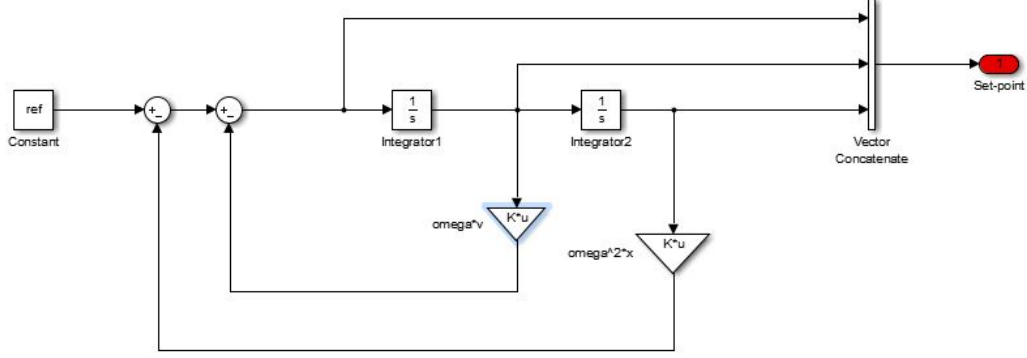 ref
Constant
+
−
+
−
1
s
Integrator1
1
s
Integrator2
Vector
Concatenate
1
Set-point
K*u
omega*v
K*u
omega^2*x